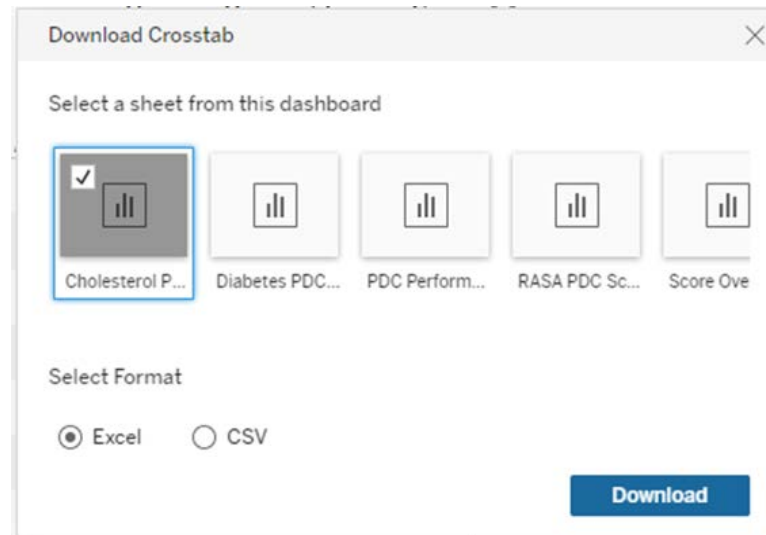 Download Crosstab
Select a sheet from this dashboard
Cholesterol P... Diabetes PDC... PDC Perform... RASA PDC Sc... Score Ove
Select Format
Excel CSV
Download